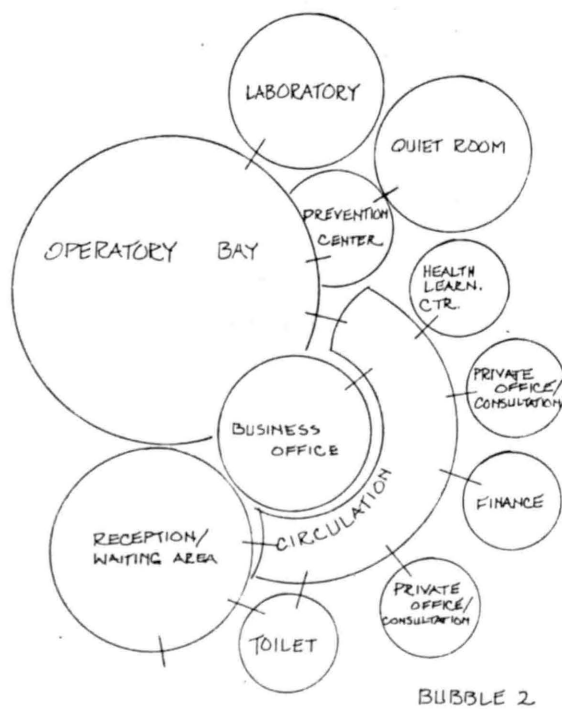 LABORATORY
QUIET ROOM
PREVENTION
CENTER
OPERATORY BAY
HEALTH
LEARN.
CTR.
PRIVATE
OFFICE/
CONSULTATION
BUSINESS
OFFICE
FINANCE
CIRCULATION
RECEPTION/
WAITING AREA
PRIVATE
OFFICE/
CONSULTATION
TOILET
BUBBLE 2